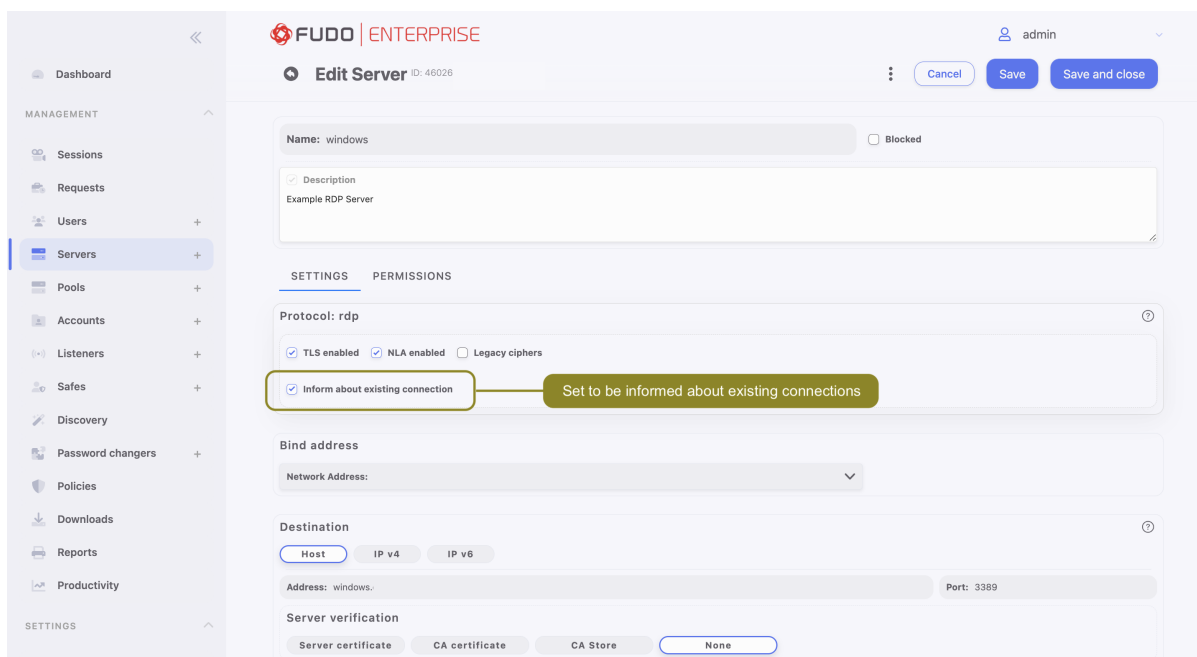 FUDO ENTERPRISE
admin
Dashboard
Edit Server ID: 46026
Cancel
Save
Save and close
MANAGEMENT
Sessions
Requests
Users
Servers
Pools
Accounts
Listeners
Safes
Discovery
Password changers
Policies
Downloads
Reports
Productivity
SETTINGS
Name: windows
Blocked
Description
Example RDP Server
SETTINGS PERMISSIONS
Protocol: rdp
TLS enabled NLA enabled Legacy ciphers
Inform about existing connection
Set to be informed about existing connections
Bind address
Network Address:
Destination
Host IP v4 IP v6
Address: windows. Port: 3389
Server verification
Server certificate CA certificate CA Store None